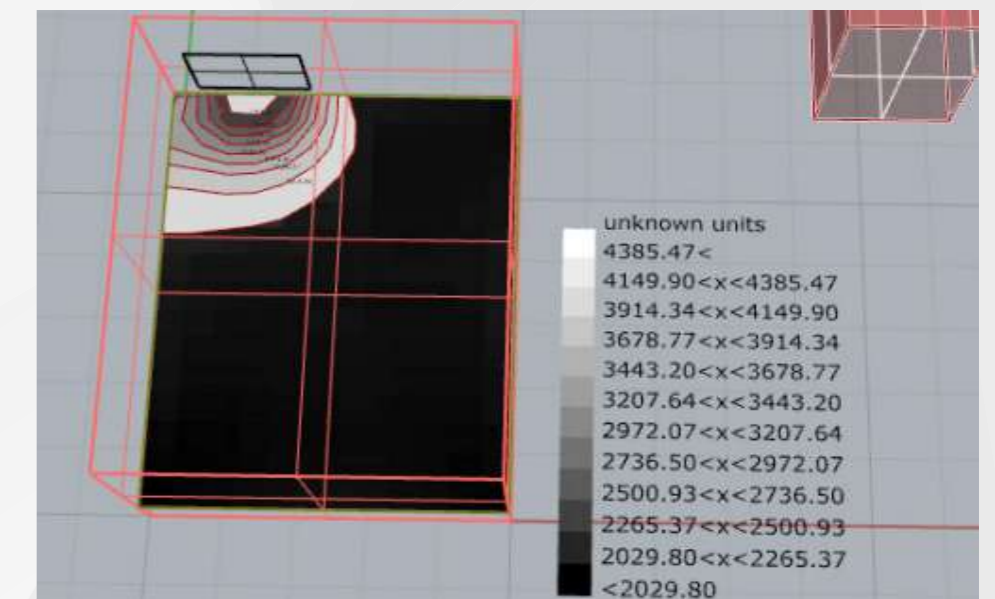 unknown units
4385.47<
4149.90<x<4385.47
3914.34<x<4149.90
3678.77<x<3914.34
3443.20<x<3678.77
3207.64<x<3443.20
2972.07<x<3207.64
2736.50<x<2972.07
2500.93<x<2736.50
2265.37<x<2500.93
2029.80<x<2265.37
<2029.80